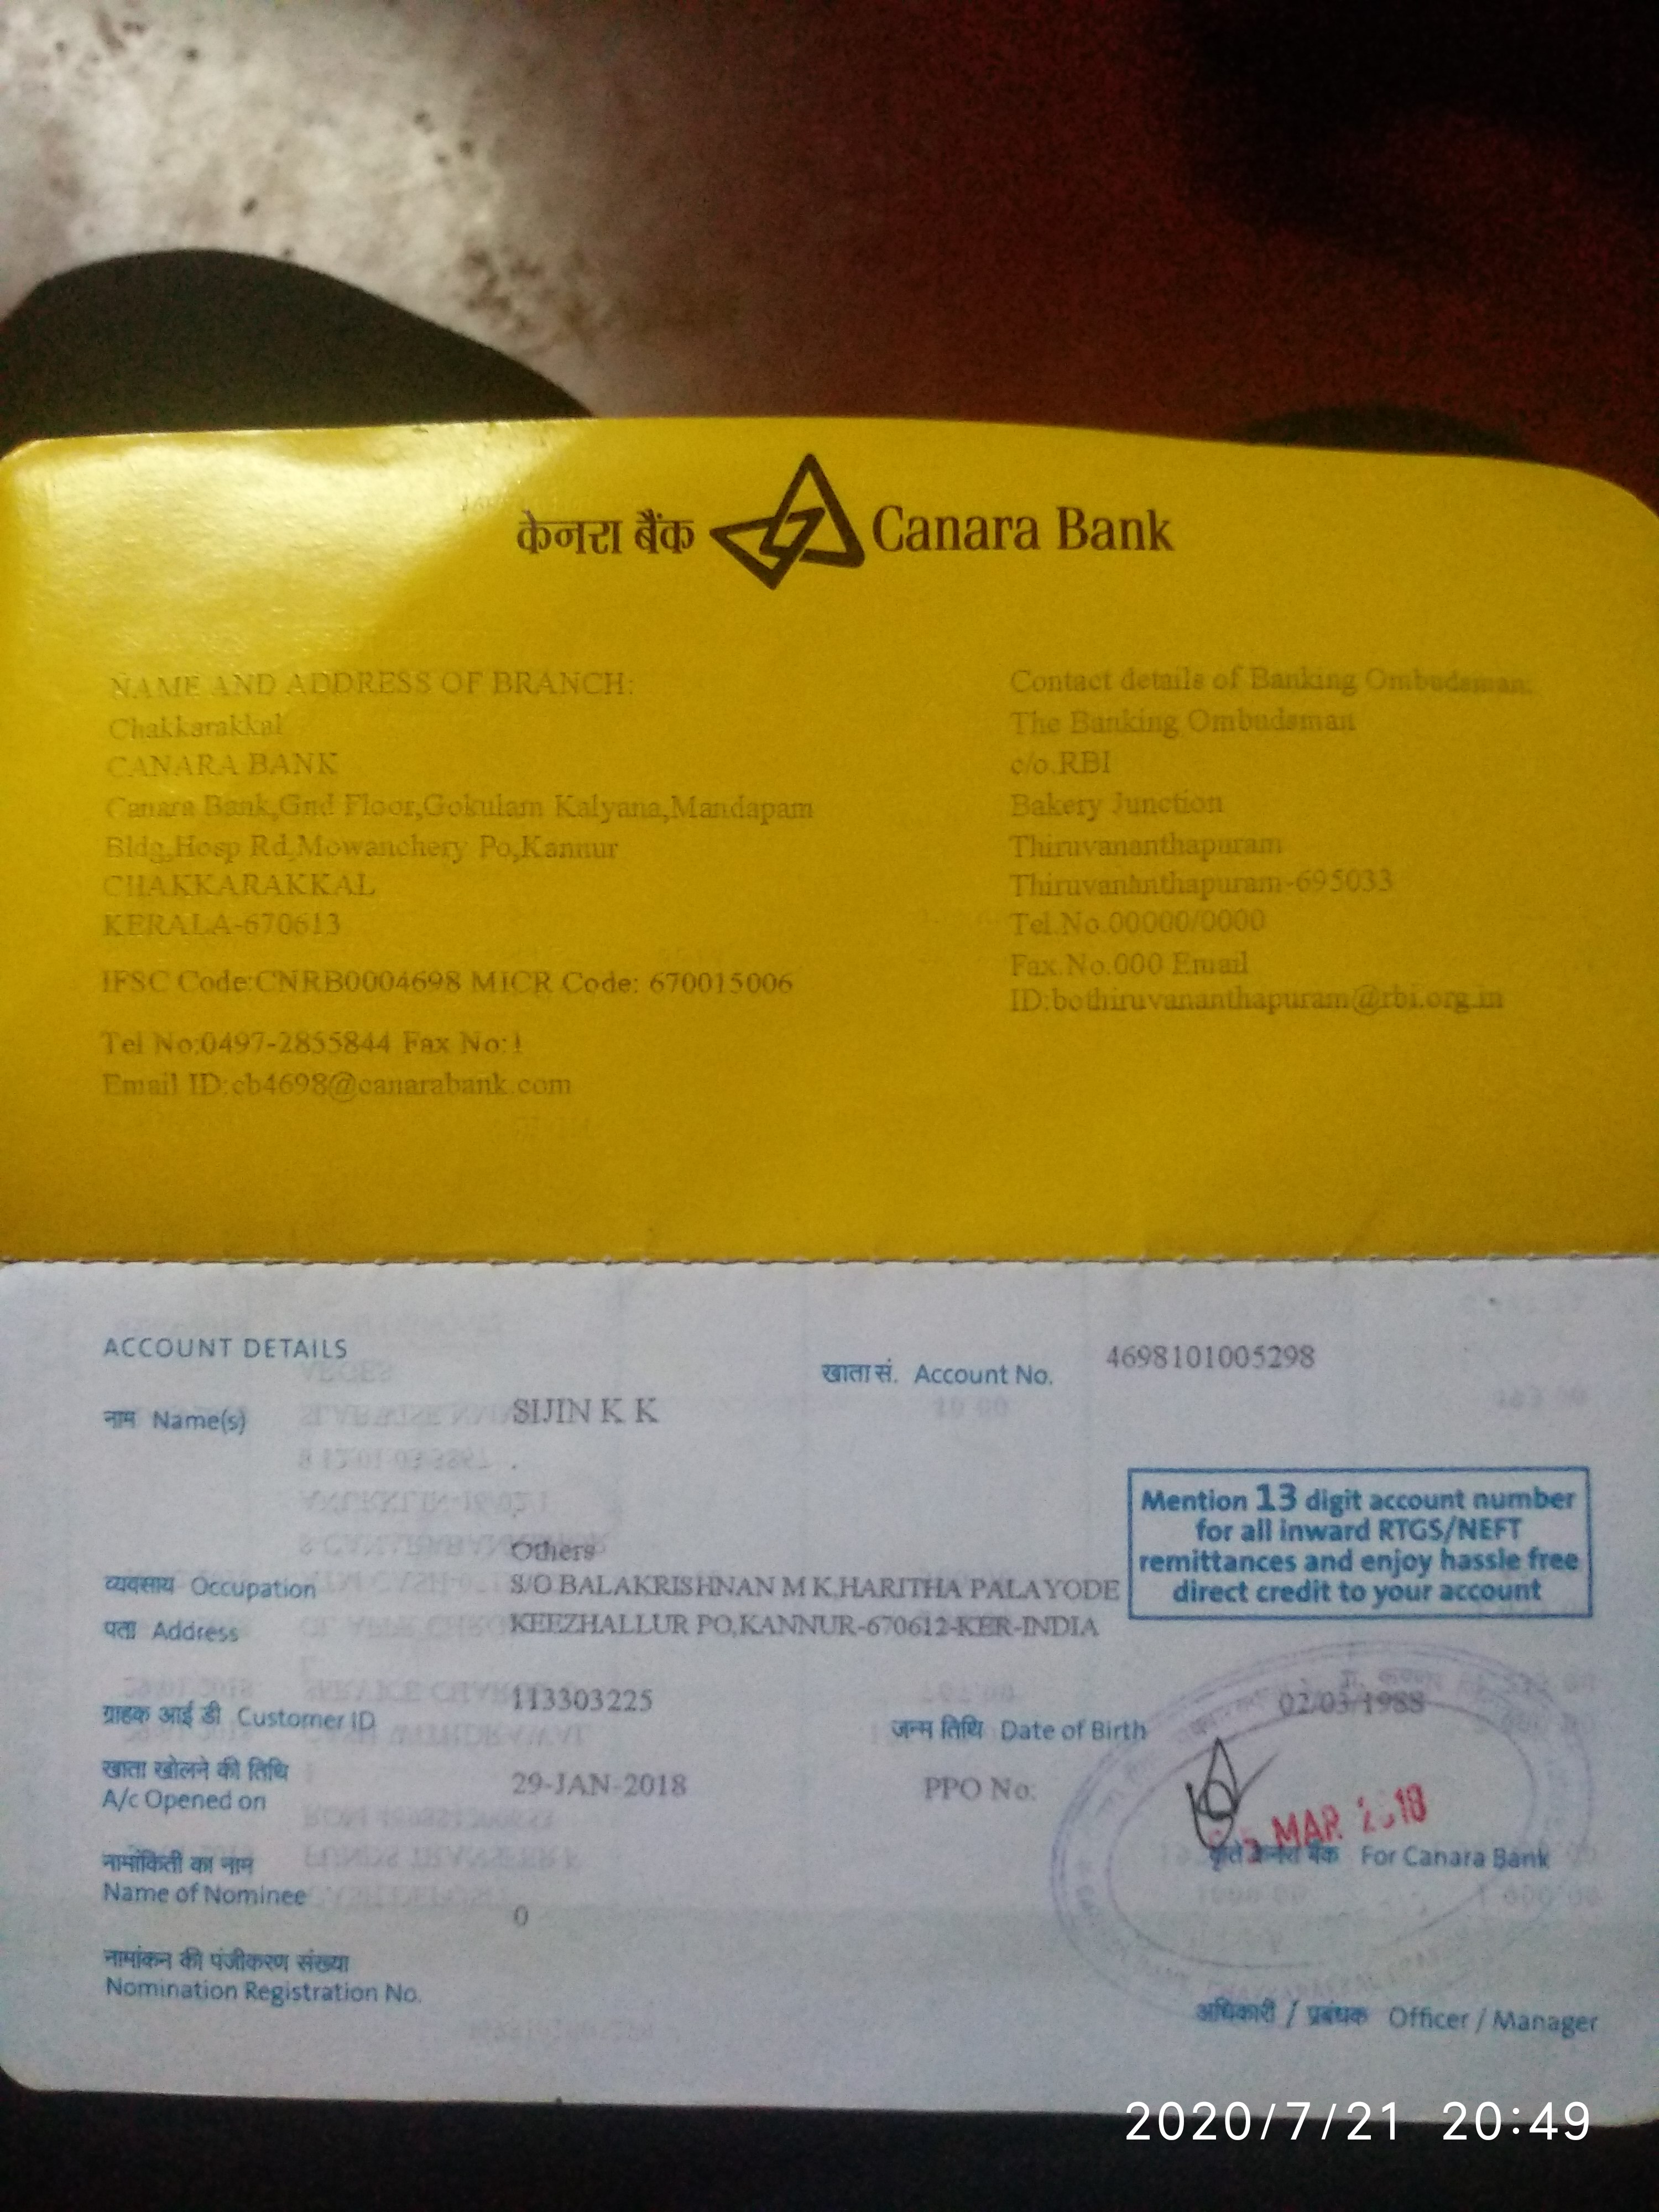 केनरा बैंक Canara Bank
NAME AND ADDRESS OF BRANCH:
Chakkarakkal
CANARA BANK
Canara Bank,Gnd Floor,Gokulam Kalyana,Mandapam
Bldg,Hosp Rd,Mowanchery Po,Kannur
CHAKKARAKKAL
KERALA-670613
IFSC Code:CNRB0004698 MICR Code: 670015006
Tel No:0497-2855844 Fax No:1
Email ID:cb4698@canarabank.com
Contact details of Banking Ombudsman:
The Banking Ombudsman
c/o.RBI
Bakery Junction
Thiruvananthapuram
Thiruvananthapuram-695033
Tel.No.00000/0000
Fax.No.000 Email
ID:bothiruvananthapuram@rbi.org.in
ACCOUNT DETAILS
खाता सं. Account No. 4698101005298
नाम Name(s) SIJIN K K
Mention 13 digit account number
for all inward RTGS/NEFT
remittances and enjoy hassle free
direct credit to your account
Others
व्यवसाय Occupation S/O BALAKRISHNAN M K,HARITHA PALAYODE
पता Address KEEZHALLUR PO,KANNUR-670612-KER-INDIA
ग्राहक आई डी Customer ID 113303225
जन्म तिथि Date of Birth 02/03/1988
खाता खोलने की तिथि
A/c Opened on 29-JAN-2018
PPO No:
MAR 2018
कृते केनरा बैंक For Canara Bank
नामांकिती का नाम
Name of Nominee
0
नामांकन की पंजीकरण संख्या
Nomination Registration No.
अधिकारी / प्रबंधक Officer / Manager
2020/7/21 20:49